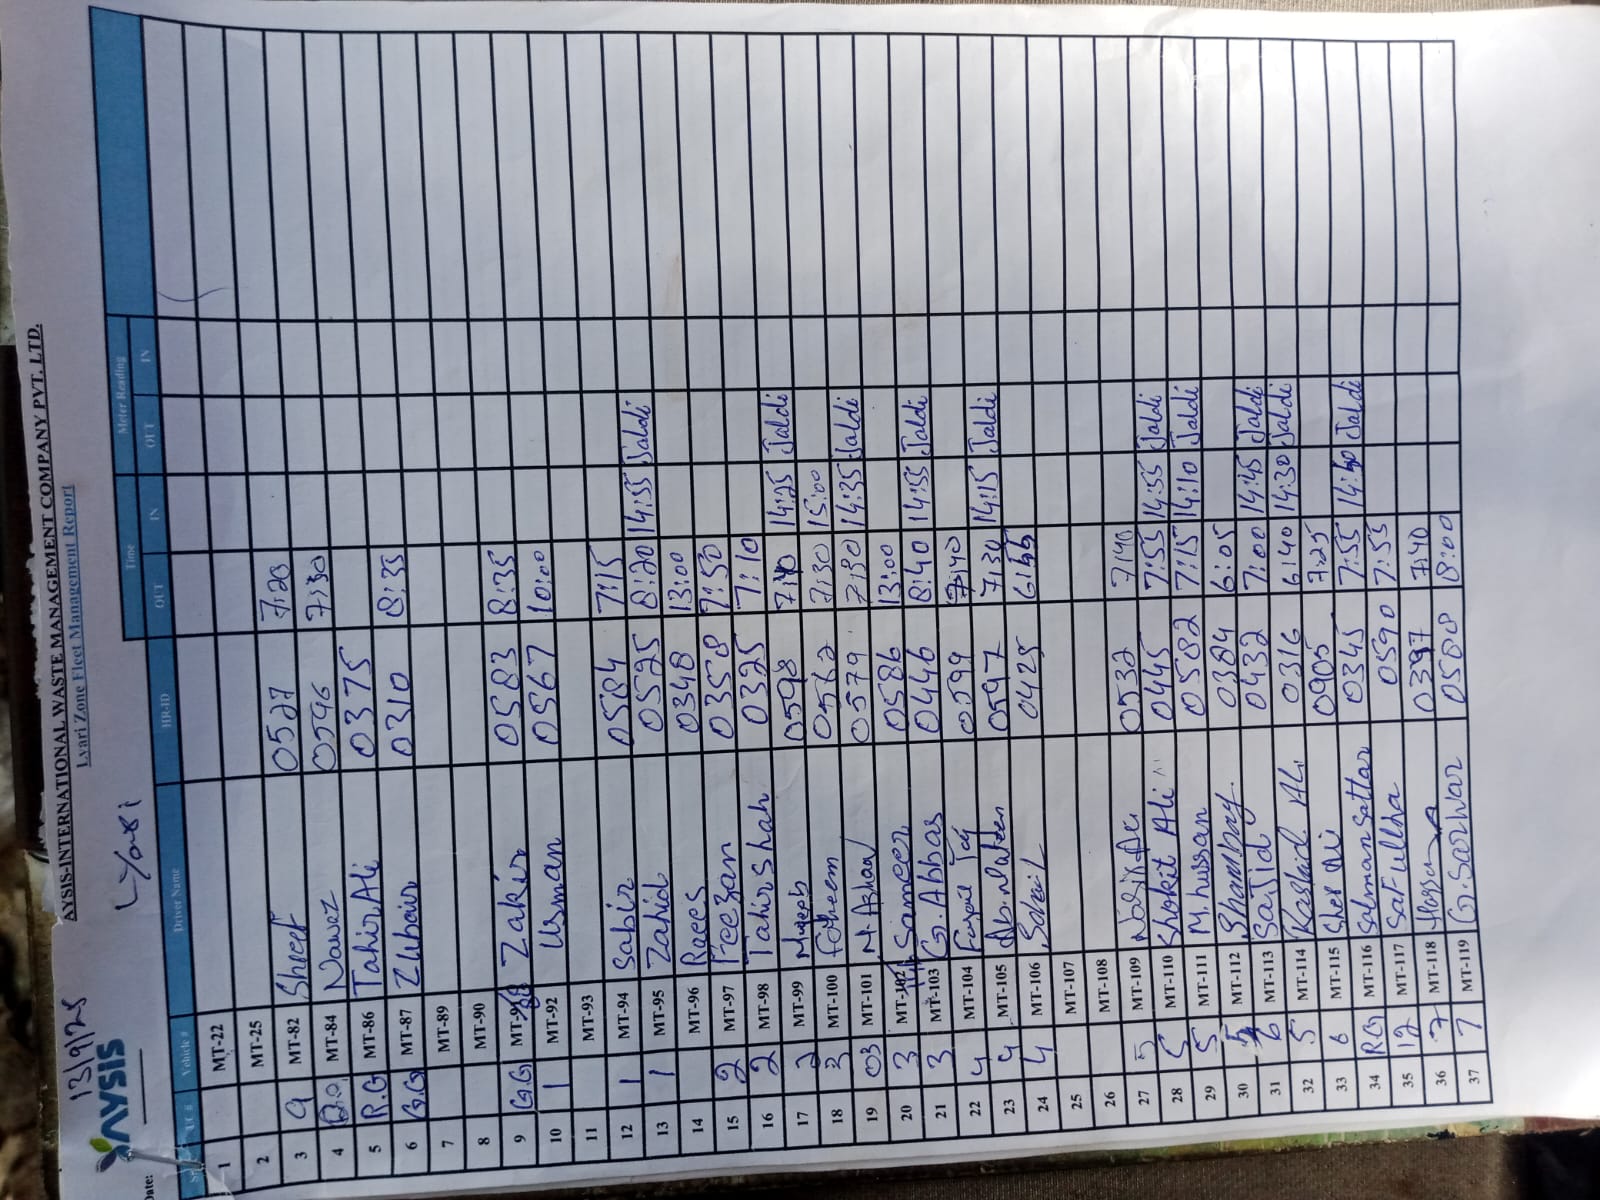 AYSIS-INTERNATIONAL WASTE MANAGEMENT COMPANY PVT. LTD.
Lyari Zone Fleet Management Report
13/9/25
AYSIS
Lyari
Date:
Time Meter Reading
UC # Vehicle # Driver Name HR-ID OUT IN OUT IN
1 MT-22
2 MT-25
3 9 MT-82 Shreef 0527 7:20
4 MT-84 Nawez 0596 7:30
5 R.G MT-86 Tahir Ali 0375
6 G.G MT-87 Zubair 0310 8:35
7 MT-89
8 MT-90
9 G.G MT-91 Zakir 0583 8:35
10 1 MT-92 Usman 0567 10:00
11 MT-93
12 1 MT-94 Sabir 0584 7:15
13 1 MT-95 Zahid 0525 8:20 14:55 Jaldi
14 MT-96 Raees 0348 13:00
15 2 MT-97 Feezan 0358 7:50
16 2 MT-98 Tahir Shah 0325 7:10
17 2 MT-99 Mujeeb 0598 7:40 14:25 Jaldi
18 3 MT-100 Faheem 0562 7:30 15:00
19 03 MT-101 0579 7:30 14:35 Jaldi
20 3 MT-102 Sameer 0586 13:00
21 3 MT-103 G.Abbas 0446 8:40 14:55 Jaldi
22 4 MT-104 0599 7:40
23 4 MT-105 Ab.Mateen 0597 7:30 14:15 Jaldi
24 4 MT-106 Sohail 0425 6:55
25 MT-107
26 MT-108
27 5 MT-109 Nasir Ali 0532 7:40
28 5 MT-110 Shokit Ali 0445 7:55 14:55 Jaldi
29 5 MT-111 M.hussan 0582 7:15 14:10 Jaldi
30 5 MT-112 Shambay 0384 6:05
31 6 MT-113 Sajid 0432 7:00 14:45 Jaldi
32 5 MT-114 Rashid Ali 0316 6:40 14:30 Jaldi
33 6 MT-115 Sher Ali 0905 7:25
34 R.G MT-116 Salman Sattar 0345 7:55 Jaldi
35 12 MT-117 Safullha 0590 7:55
36 7 MT-118 0397 7:40
37 7 MT-119 G.Sarwar 0588 8:00